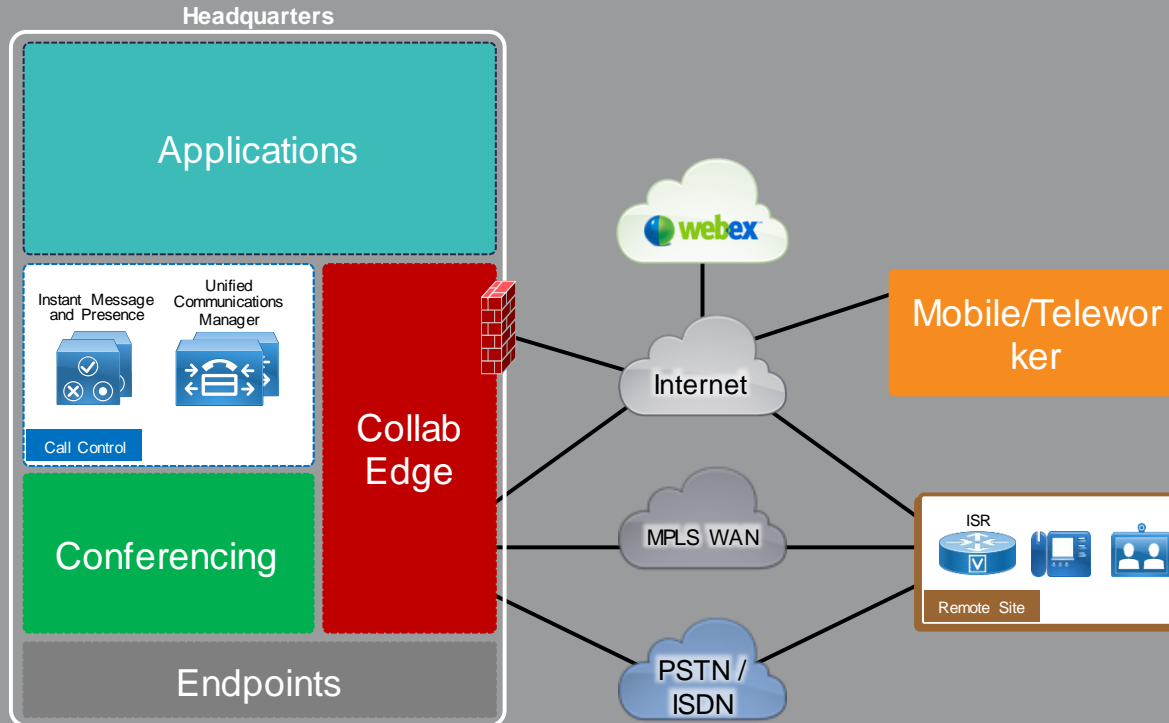 Headquarters
Applications
Instant Message
and Presence
Unified
Communications
Manager
Call Control
Collab
Edge
Conferencing
Endpoints
webex
Internet
MPLS WAN
PSTN /
ISDN
Mobile/Telewor
ker
ISR
V
Remote Site